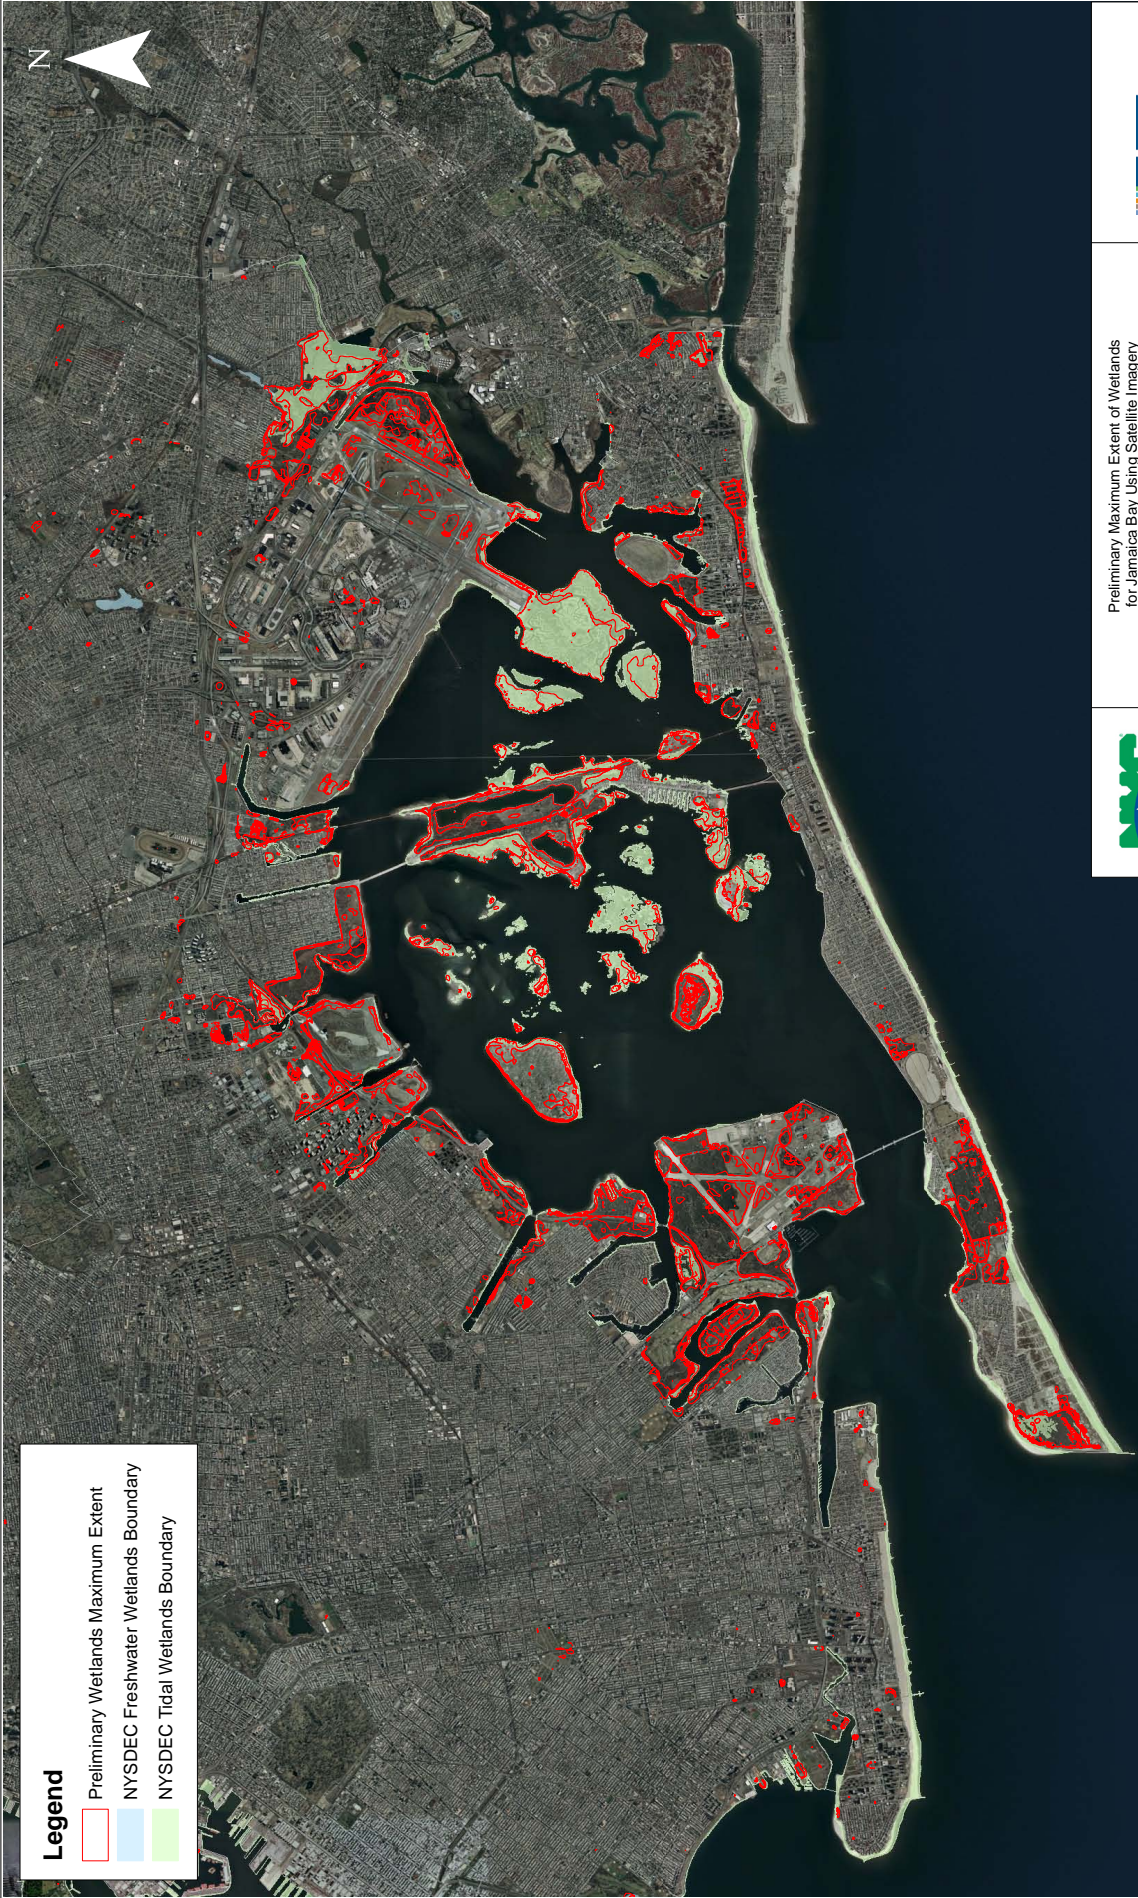 N
Legend
Preliminary Wetlands Maximum Extent
NYSDEC Freshwater Wetlands Boundary
NYSDEC Tidal Wetlands Boundary
Preliminary Maximum Extent of Wetlands
for Jamaica Bay Using Satellite Imagery